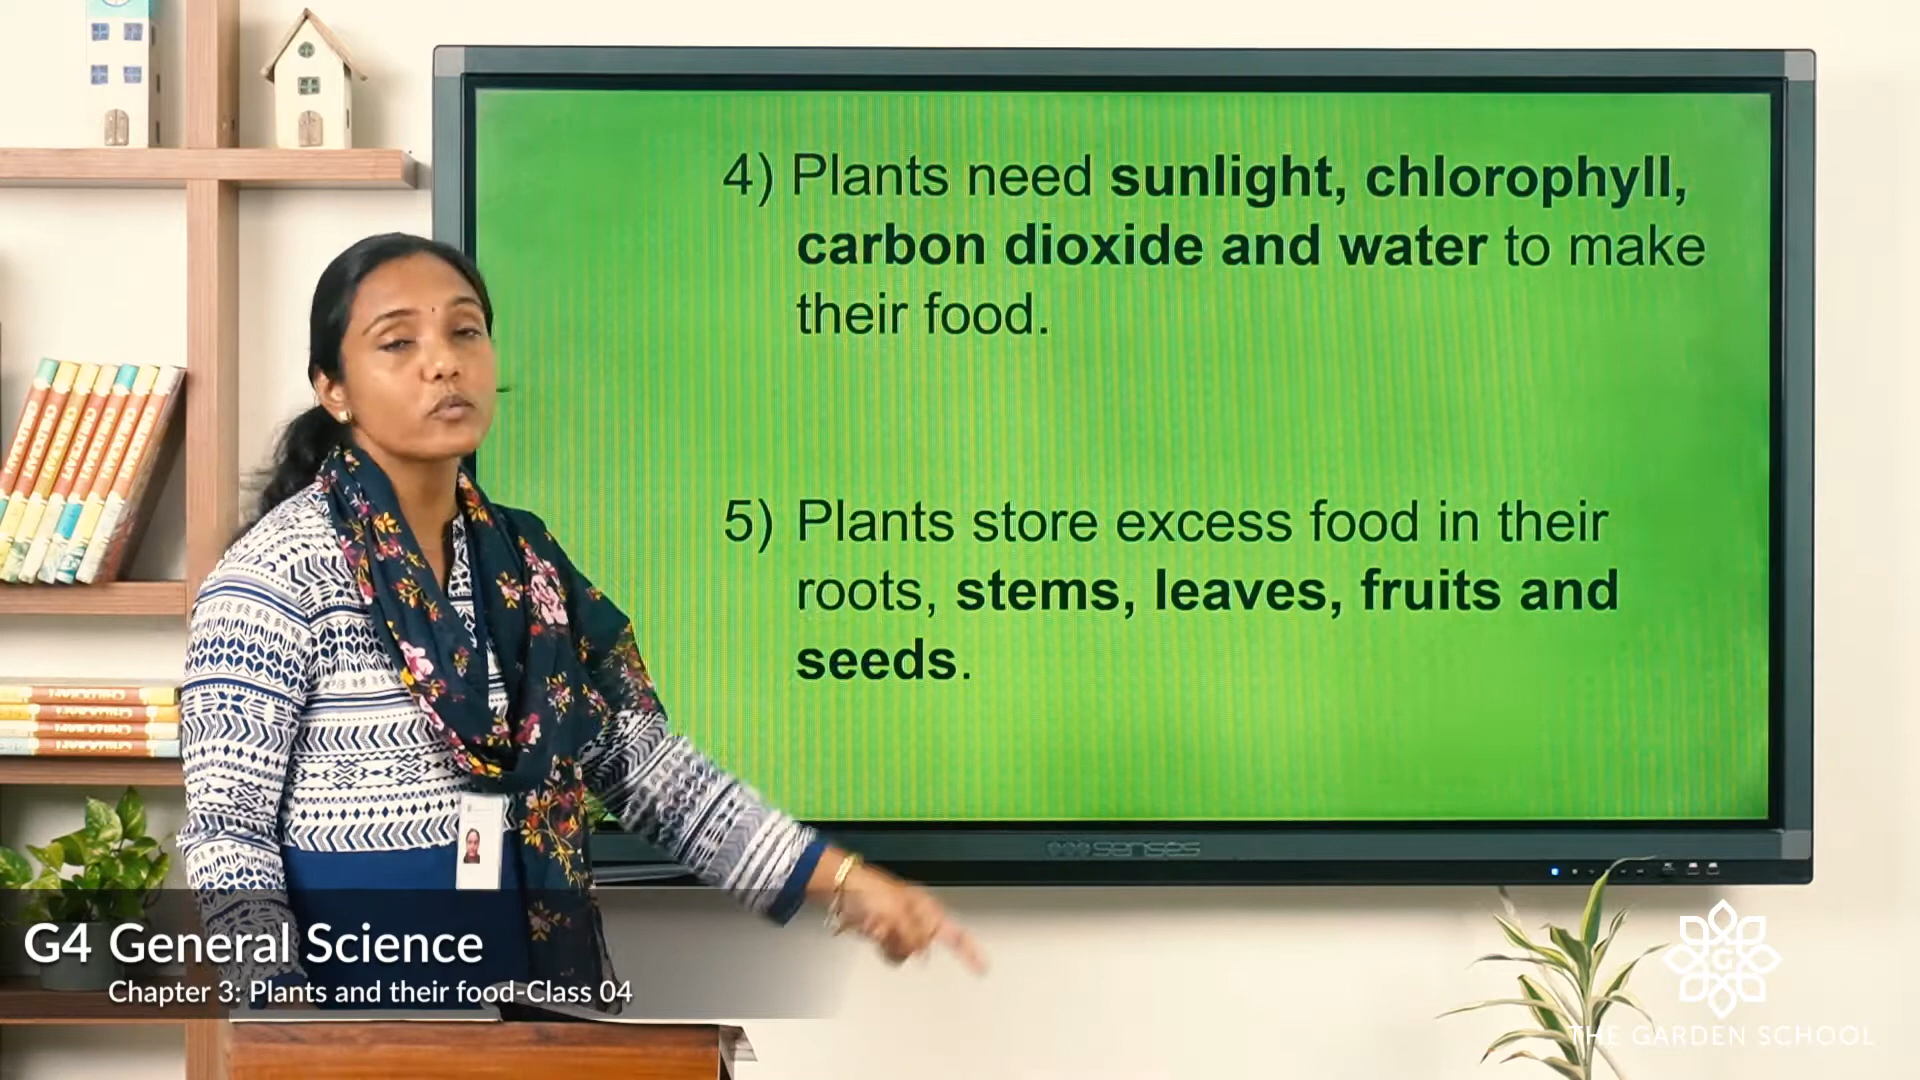 4) Plants need sunlight, chlorophyll,
carbon dioxide and water to make
their food.
5) Plants store excess food in their
roots, stems, leaves, fruits and
seeds.
senses
G4 General Science
Chapter 3: Plants and their food-Class 04
G
THE GARDEN SCHOOL